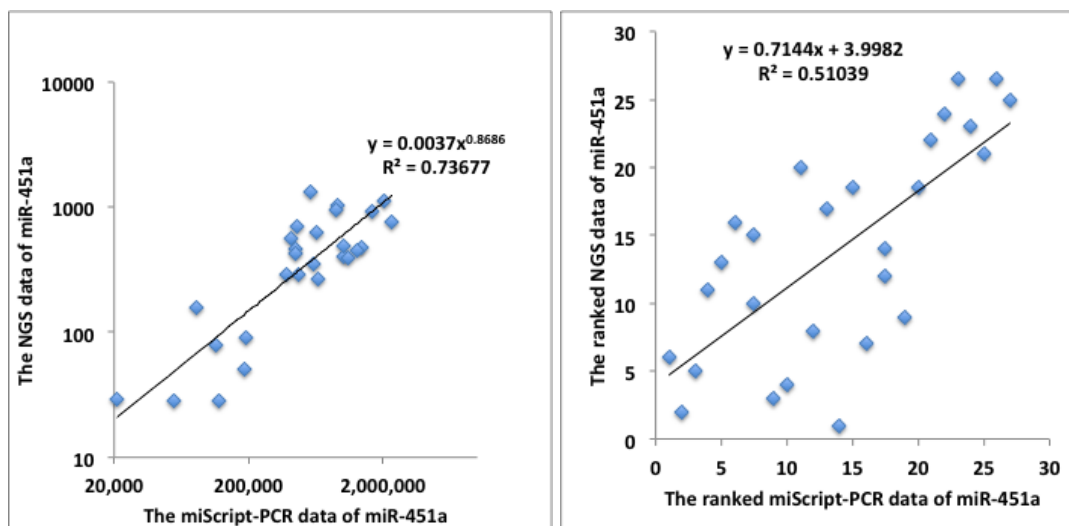 10000
1000
100
10
20,000 200,000 2,000,000
The NGS data of miR-451a
The miScript-PCR data of miR-451a
y = 0.0037x^0.8686
R² = 0.73677
30
25
20
15
10
5
0
0 5 10 15 20 25 30
The ranked NGS data of miR-451a
The ranked miScript-PCR data of miR-451a
y = 0.7144x + 3.9982
R² = 0.51039